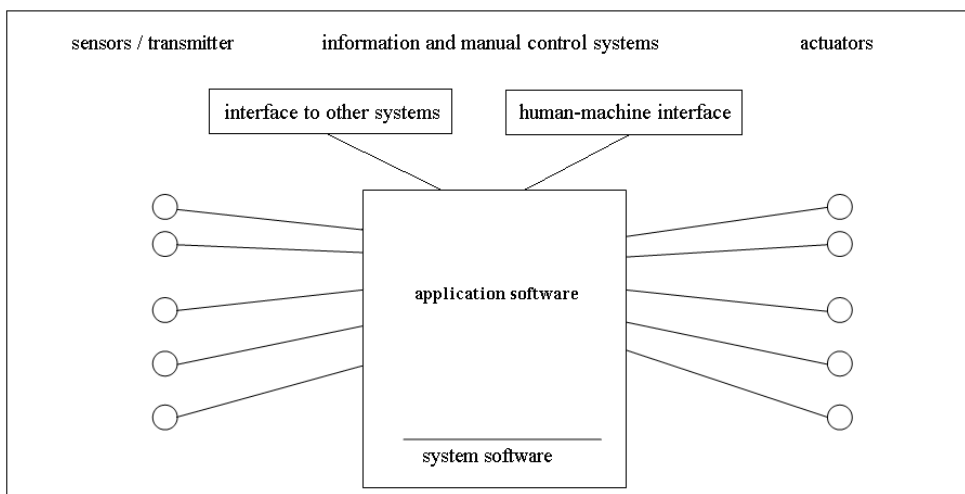 sensors / transmitter
information and manual control systems
actuators
interface to other systems
human-machine interface
application software
system software